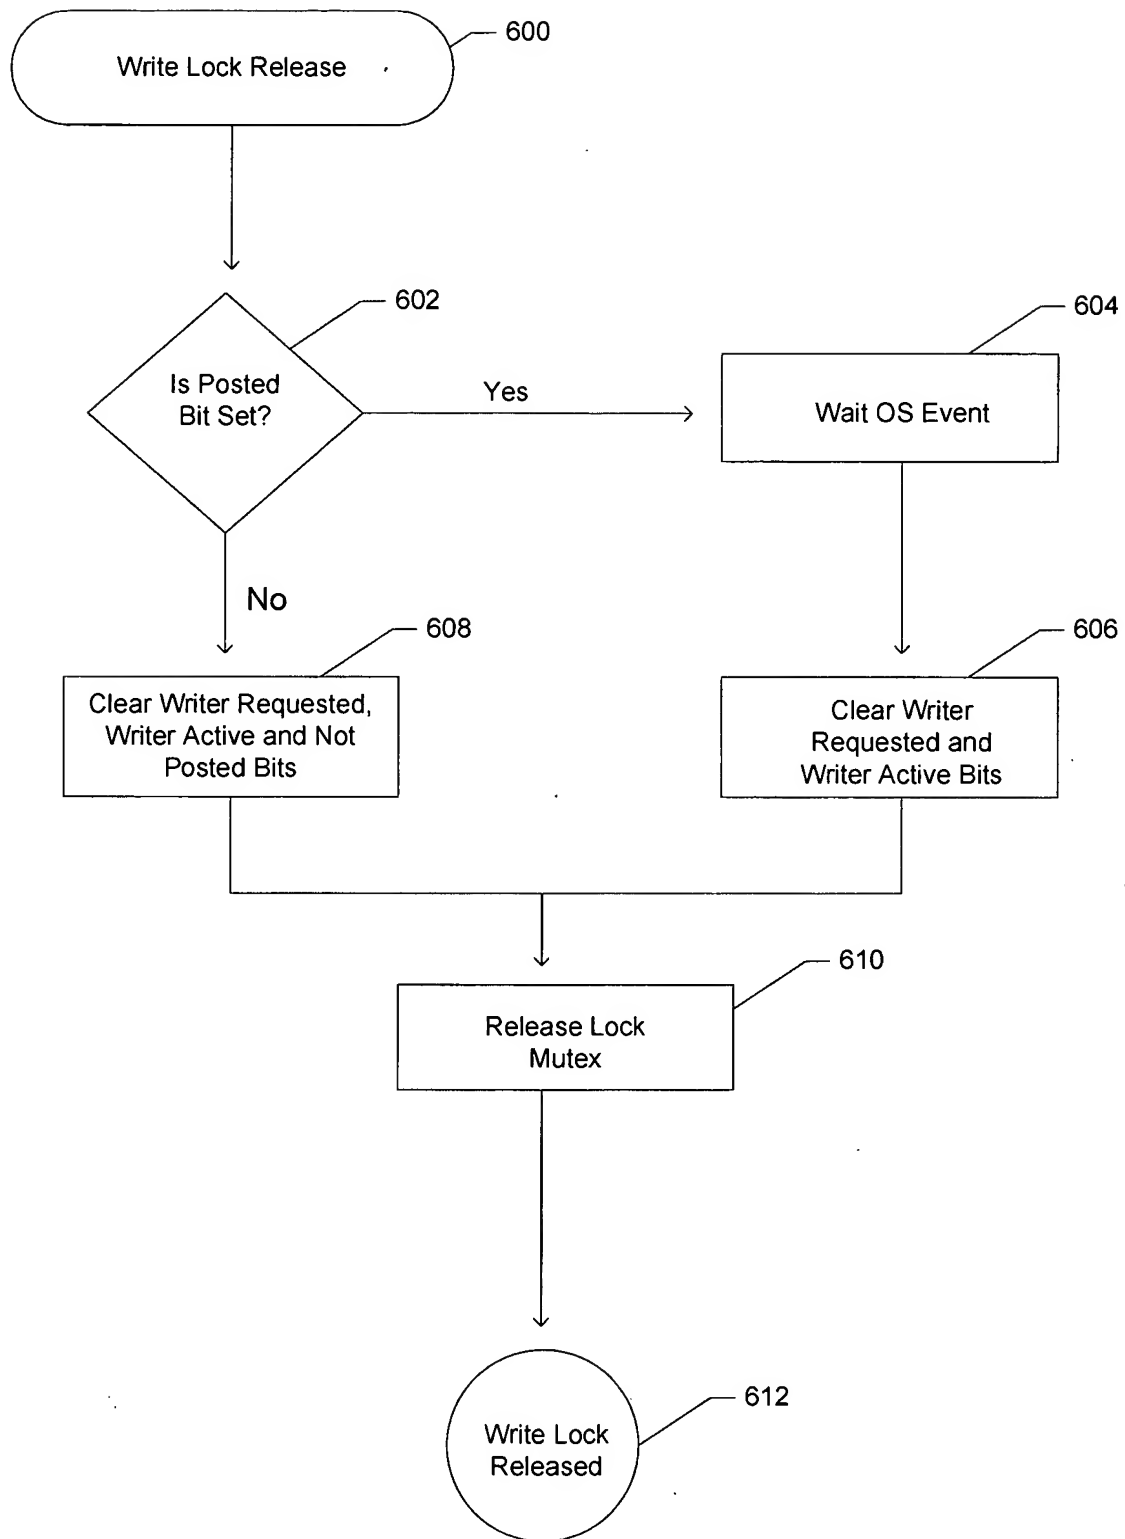 600
Write Lock Release
602
604
Is Posted
Bit Set?
Yes
Wait OS Event
No
608
606
Clear Writer Requested,
Writer Active and Not
Posted Bits
Clear Writer
Requested and
Writer Active Bits
610
Release Lock
Mutex
612
Write Lock
Released